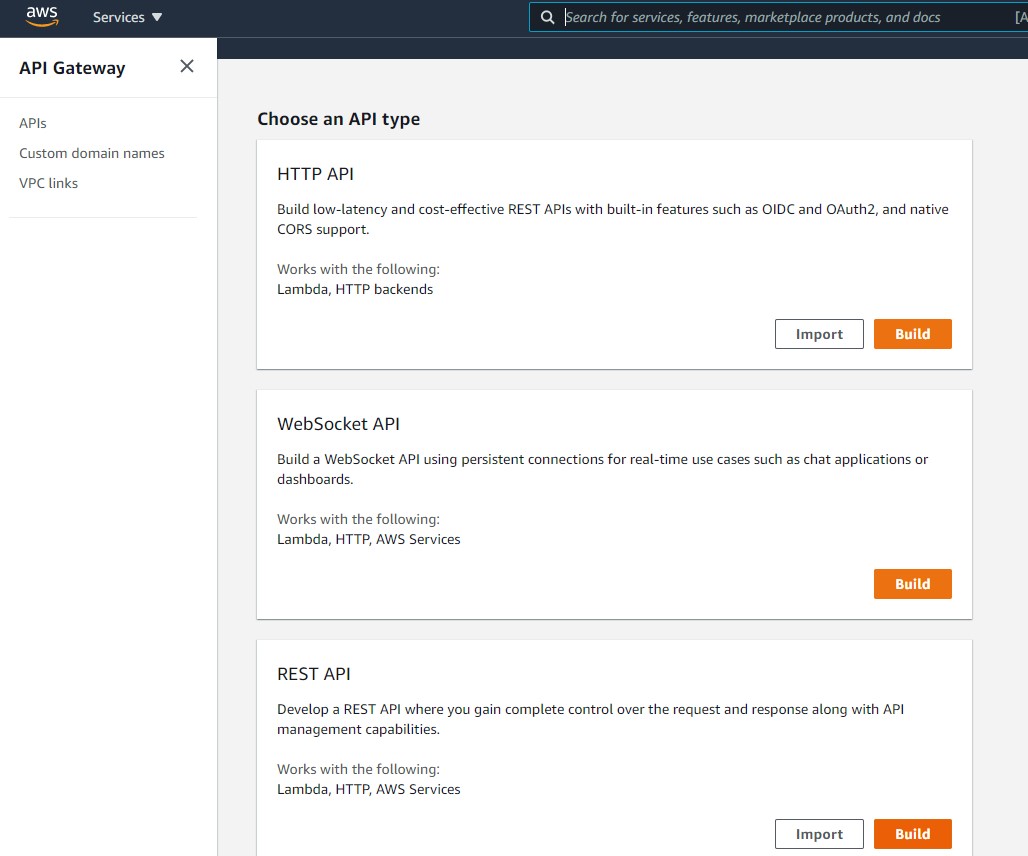 aws
Services
Search for services, features, marketplace products, and docs
[A
API Gateway
APIs
Custom domain names
VPC links
Choose an API type
HTTP API
Build low-latency and cost-effective REST APIs with built-in features such as OIDC and OAuth2, and native
CORS support.
Works with the following:
Lambda, HTTP backends
Import
Build
WebSocket API
Build a WebSocket API using persistent connections for real-time use cases such as chat applications or
dashboards.
Works with the following:
Lambda, HTTP, AWS Services
Build
REST API
Develop a REST API where you gain complete control over the request and response along with API
management capabilities.
Works with the following:
Lambda, HTTP, AWS Services
Import
Build